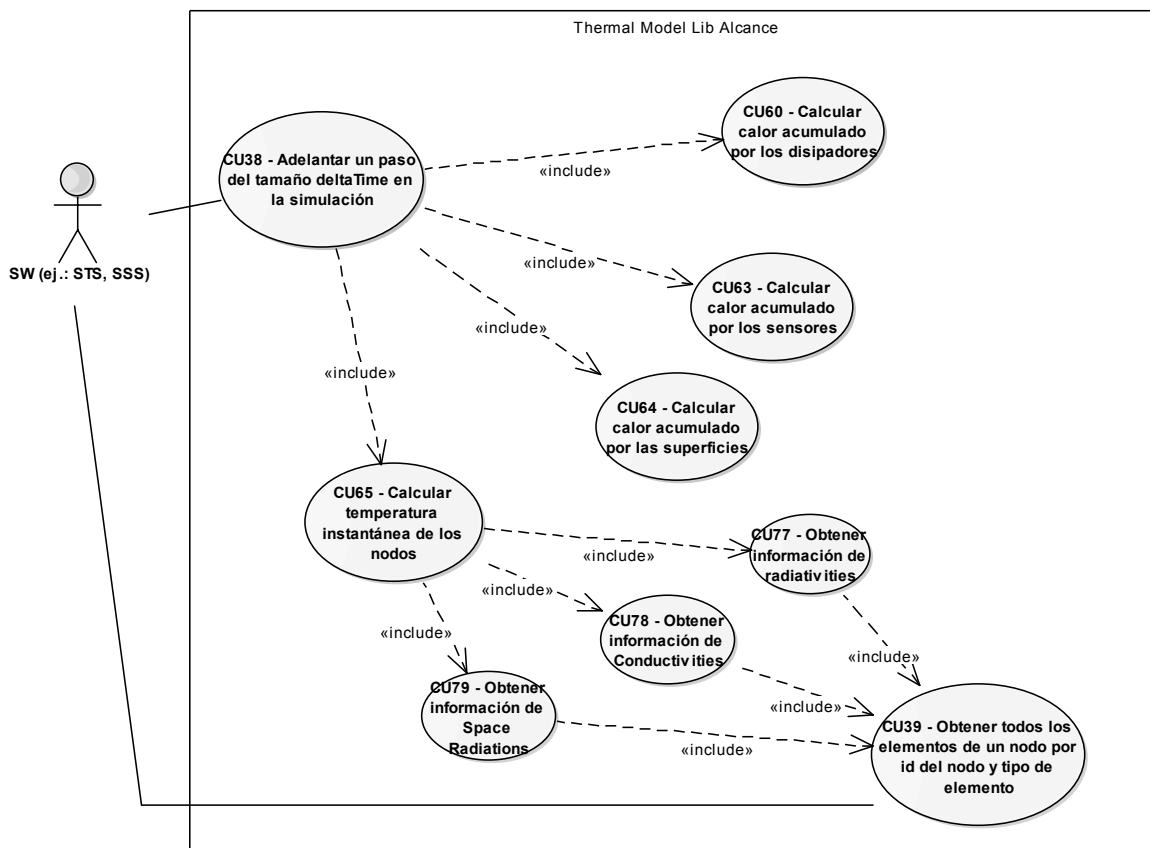 Thermal Model Lib Alcance
CU60 - Calcular
calor acumulado
por los disipadores
CU38 - Adelantar un paso
del tamaño deltaTime en
la simulación
«include»
SW (ej.: STS, SSS)
«include»
CU63 - Calcular
calor acumulado
por los sensores
«include»
«include»
CU64 - Calcular
calor acumulado
por las superficies
CU65 - Calcular
temperatura
instantánea de los
nodos
«include»
CU77 - Obtener
información de
radiativities
«include»
CU78 - Obtener
información de
Conductivities
«include»
«include»
CU79 - Obtener
información de
Space
Radiations
«include»
«include»
CU39 - Obtener todos los
elementos de un nodo por
id del nodo y tipo de
elemento